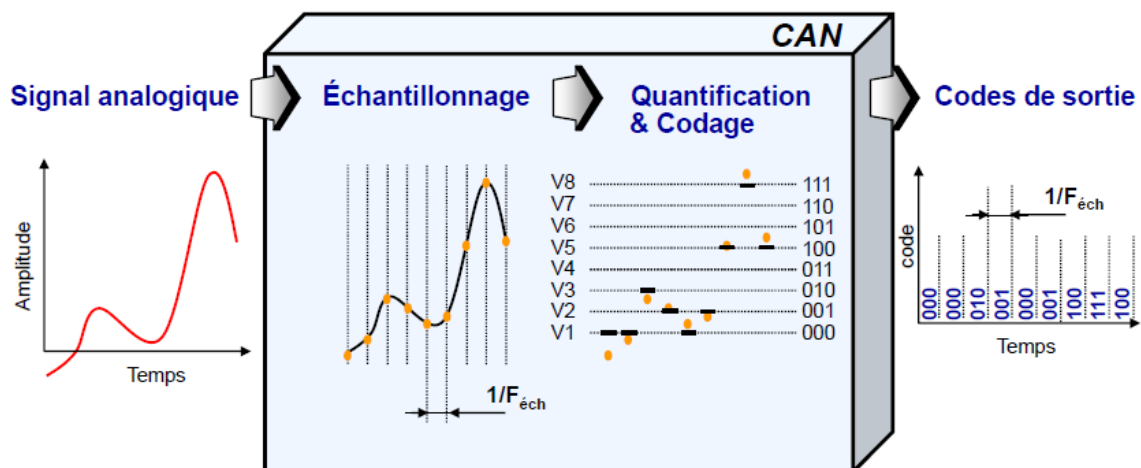 CAN
Signal analogique
Échantillonnage
Quantification
& Codage
Codes de sortie
Amplitude
Temps
1/Féch
V8 111
V7 110
V6 101
V5 100
V4 011
V3 010
V2 001
V1 000
1/Féch
code
000 000 010 001 000 001 100 111 100
Temps